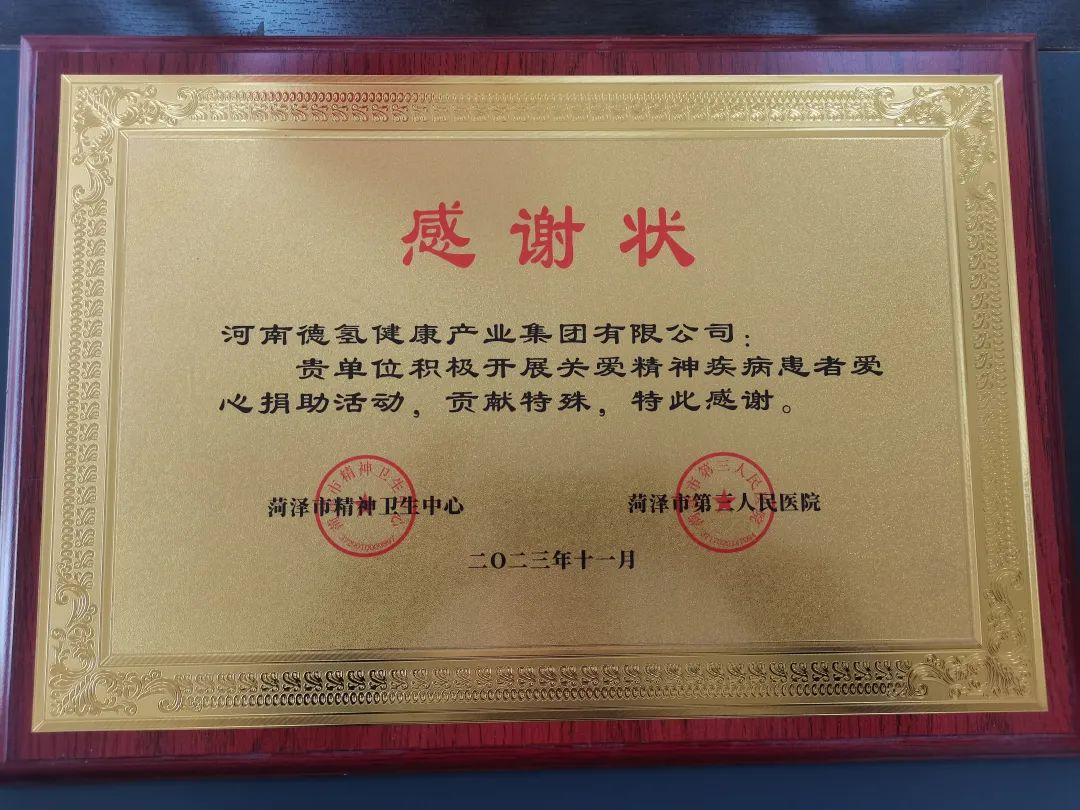 感谢状
河南德氢健康产业集团有限公司：
贵单位积极开展关爱精神疾病患者爱
心捐助活动，贡献特殊，特此感谢。
菏泽市精神卫生中心
菏泽市第三人民医院
二〇二三年十一月